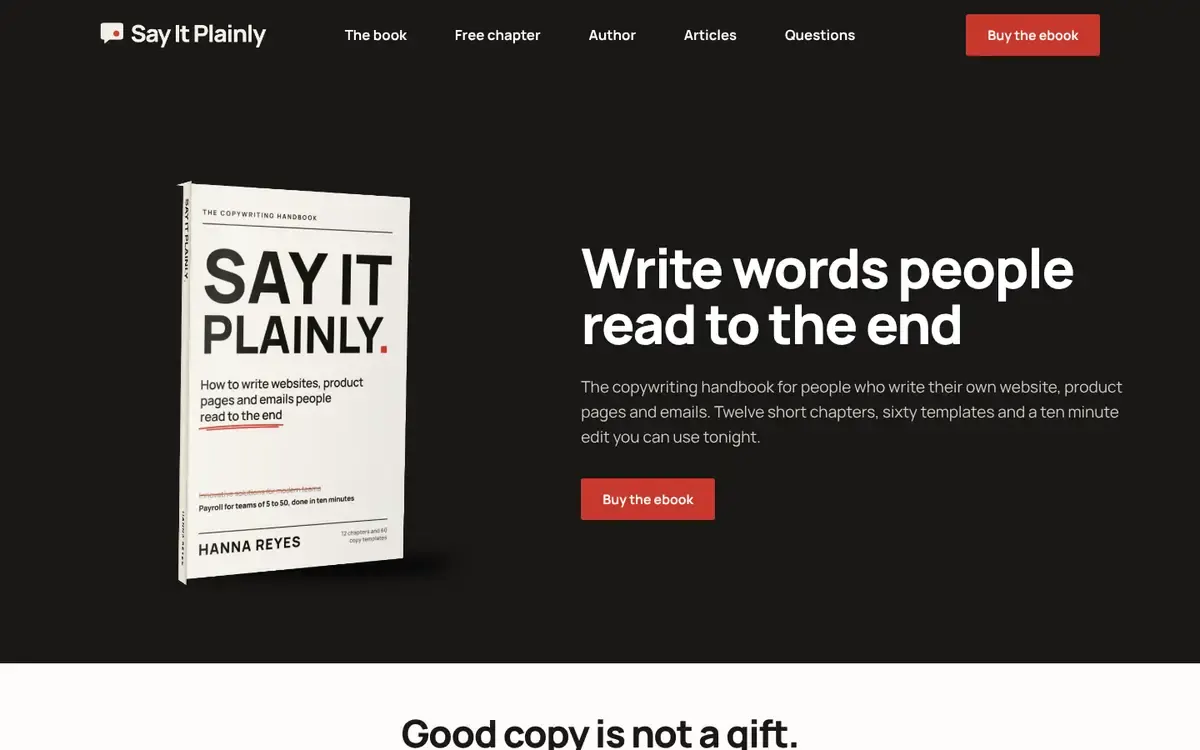 Say It Plainly
The book
Free chapter
Author
Articles
Questions
Buy the ebook
SAY IT PLAINLY.
THE COPYWRITING HANDBOOK
SAY IT
PLAINLY.
How to write websites, product
pages and emails people
read to the end
Innovative solutions for modern teams
Payroll for teams of 5 to 50, done in ten minutes
HANNA REYES
12 chapters and 60
copy templates
HANNA REYES
Write words people
read to the end
The copywriting handbook for people who write their own website, product
pages and emails. Twelve short chapters, sixty templates and a ten minute
edit you can use tonight.
Buy the ebook
Good copy is not a gift.